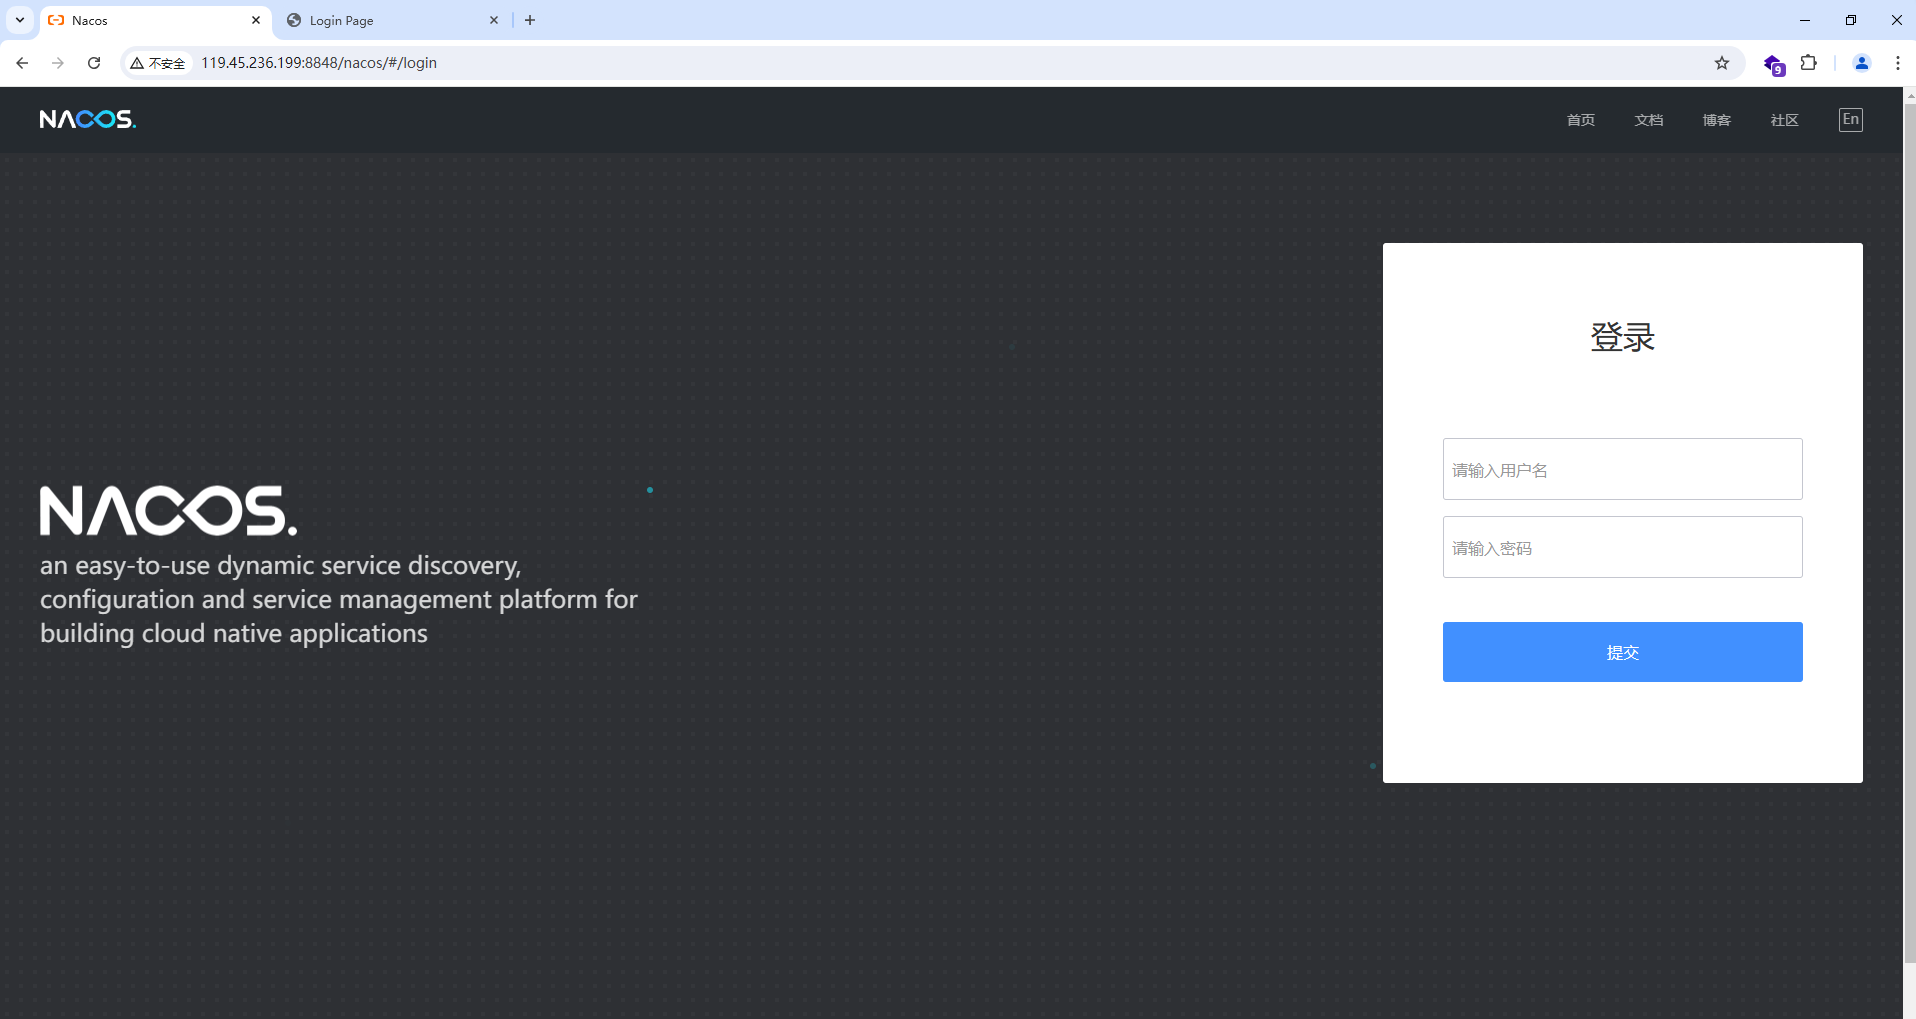 Nacos
Login Page
不安全
119.45.236.199:8848/nacos/#/login
9
NACOS.
首页
文档
博客
社区
En
登录
请输入用户名
请输入密码
提交
NACOS.
an easy-to-use dynamic service discovery,
configuration and service management platform for
building cloud native applications